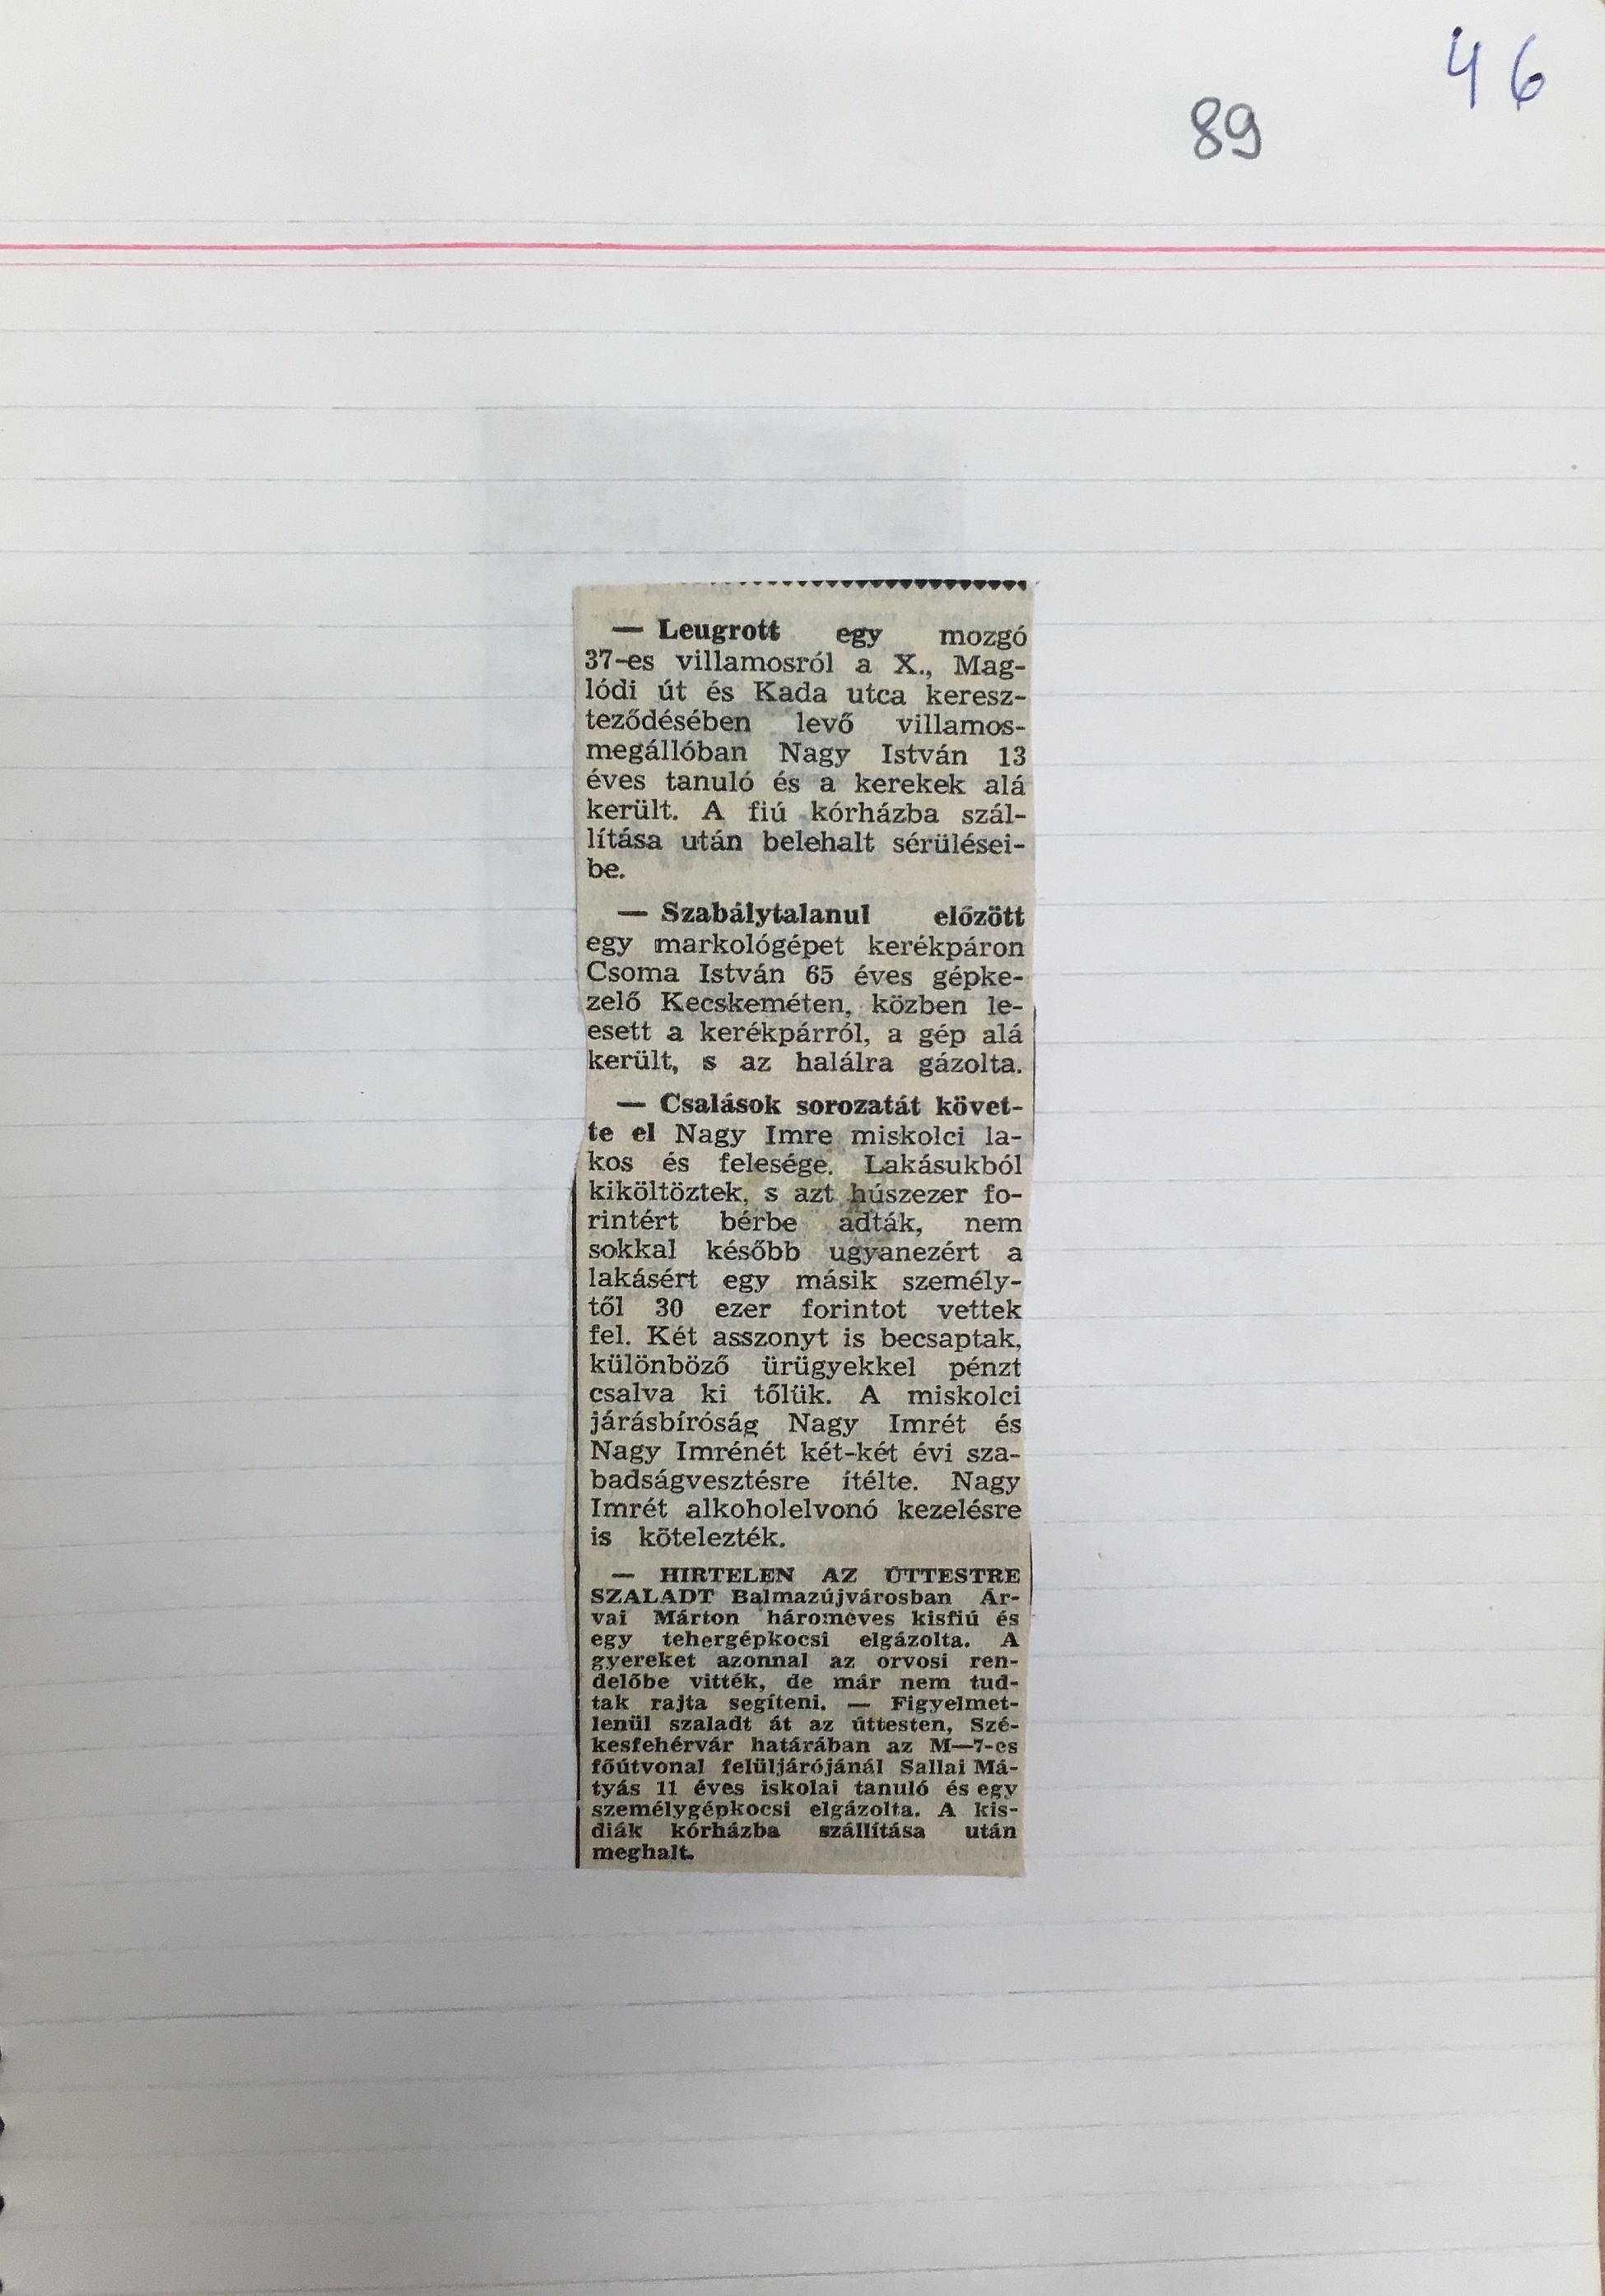 46
89
— Leugrott egy mozgó
37-es villamosról a X., Mag-
lódi út és Kada utca keresz-
teződésében levő villamos-
megállóban Nagy István 13
éves tanuló és a kerekek alá
került. A fiú kórházba szál-
lítása után belehalt sérülései-
be.
— Szabálytalanul előzött
egy markológépet kerékpáron
Csoma István 65 éves gépke-
zelő Kecskeméten, közben le-
esett a kerékpárról, a gép alá
került, s az halálra gázolta.
— Csalások sorozatát követ-
te el Nagy Imre miskolci la-
kos és felesége. Lakásukból
kiköltöztek, s azt húszezer fo-
rintért bérbe adták, nem
sokkal később ugyanezért a
lakásért egy másik személy-
től 30 ezer forintot vettek
fel. Két asszonyt is becsaptak,
különböző ürügyekkel pénzt
csalva ki tőlük. A miskolci
járásbíróság Nagy Imrét és
Nagy Imrénét két-két évi sza-
badságvesztésre ítélte. Nagy
Imrét alkoholelvonó kezelésre
is kötelezték.
— HIRTELEN AZ ÚTTESTRE
SZALADT Balmazújvárosban Ár-
vai Márton hároméves kisfiú és
egy tehergépkocsi elgázolta. A
gyereket azonnal az orvosi ren-
delőbe vitték, de már nem tud-
tak rajta segíteni. — Figyelmet-
lenül szaladt át az úttesten, Szé-
kesfehérvár határában az M—7-es
főútvonal felüljárójánál Sallai Má-
tyás 11 éves iskolai tanuló és egy
személygépkocsi elgázolta. A kis-
diák kórházba szállítása után
meghalt.